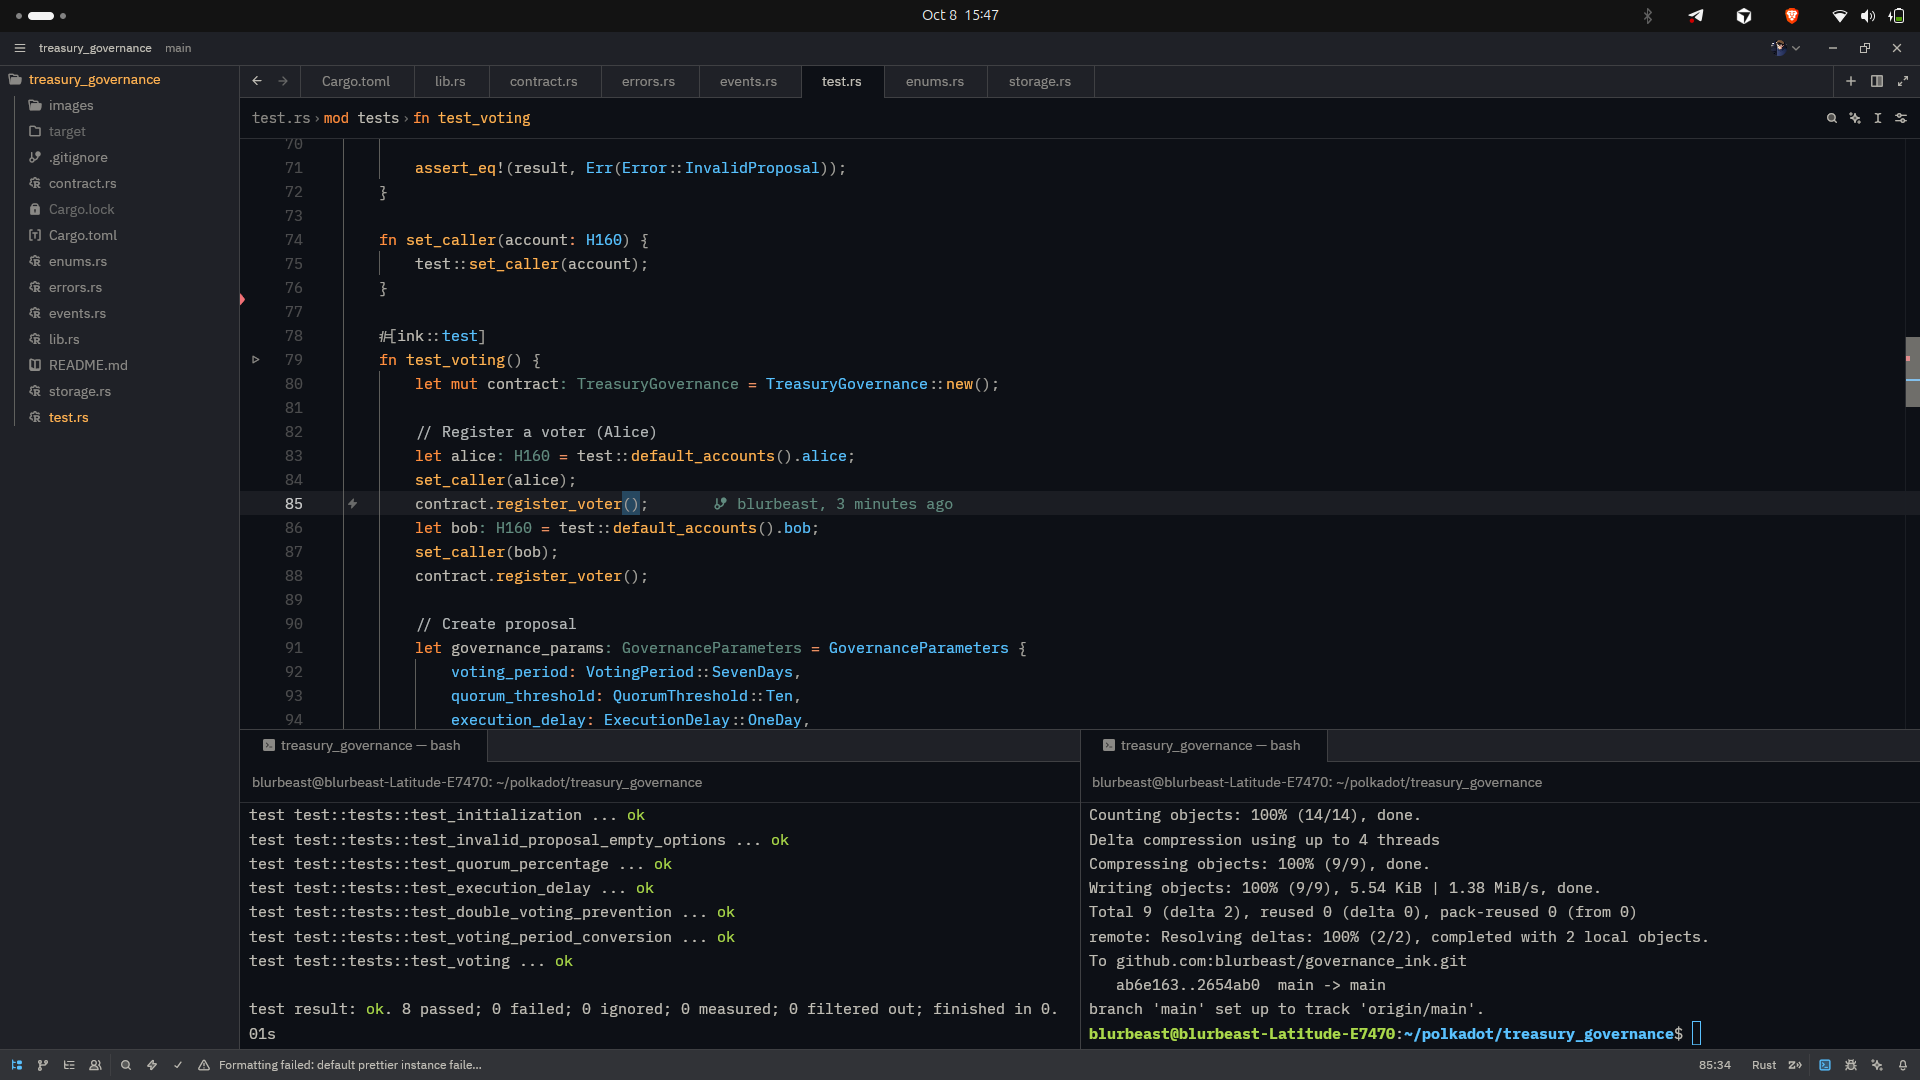 Oct 8 15:47
treasury_governance main
treasury_governance
images
target
.gitignore
contract.rs
Cargo.lock
Cargo.toml
enums.rs
errors.rs
events.rs
lib.rs
README.md
storage.rs
test.rs
Cargo.toml lib.rs contract.rs errors.rs events.rs test.rs enums.rs storage.rs
test.rs › mod tests › fn test_voting
70
71 assert_eq!(result, Err(Error::InvalidProposal));
72 }
73
74 fn set_caller(account: H160) {
75 test::set_caller(account);
76 }
77
78 #[ink::test]
79 fn test_voting() {
80 let mut contract: TreasuryGovernance = TreasuryGovernance::new();
81
82 // Register a voter (Alice)
83 let alice: H160 = test::default_accounts().alice;
84 set_caller(alice);
85 contract.register_voter(); blurbeast, 3 minutes ago
86 let bob: H160 = test::default_accounts().bob;
87 set_caller(bob);
88 contract.register_voter();
89
90 // Create proposal
91 let governance_params: GovernanceParameters = GovernanceParameters {
92 voting_period: VotingPeriod::SevenDays,
93 quorum_threshold: QuorumThreshold::Ten,
94 execution_delay: ExecutionDelay::OneDay,
treasury_governance — bash
blurbeast@blurbeast-Latitude-E7470: ~/polkadot/treasury_governance
test test::tests::test_initialization ... ok
test test::tests::test_invalid_proposal_empty_options ... ok
test test::tests::test_quorum_percentage ... ok
test test::tests::test_execution_delay ... ok
test test::tests::test_double_voting_prevention ... ok
test test::tests::test_voting_period_conversion ... ok
test test::tests::test_voting ... ok
test result: ok. 8 passed; 0 failed; 0 ignored; 0 measured; 0 filtered out; finished in 0.
01s
treasury_governance — bash
blurbeast@blurbeast-Latitude-E7470: ~/polkadot/treasury_governance
Counting objects: 100% (14/14), done.
Delta compression using up to 4 threads
Compressing objects: 100% (9/9), done.
Writing objects: 100% (9/9), 5.54 KiB | 1.38 MiB/s, done.
Total 9 (delta 2), reused 0 (delta 0), pack-reused 0 (from 0)
remote: Resolving deltas: 100% (2/2), completed with 2 local objects.
To github.com:blurbeast/governance_ink.git
ab6e163..2654ab0 main -> main
branch 'main' set up to track 'origin/main'.
blurbeast@blurbeast-Latitude-E7470:~/polkadot/treasury_governance$
Formatting failed: default prettier instance faile... 85:34 Rust